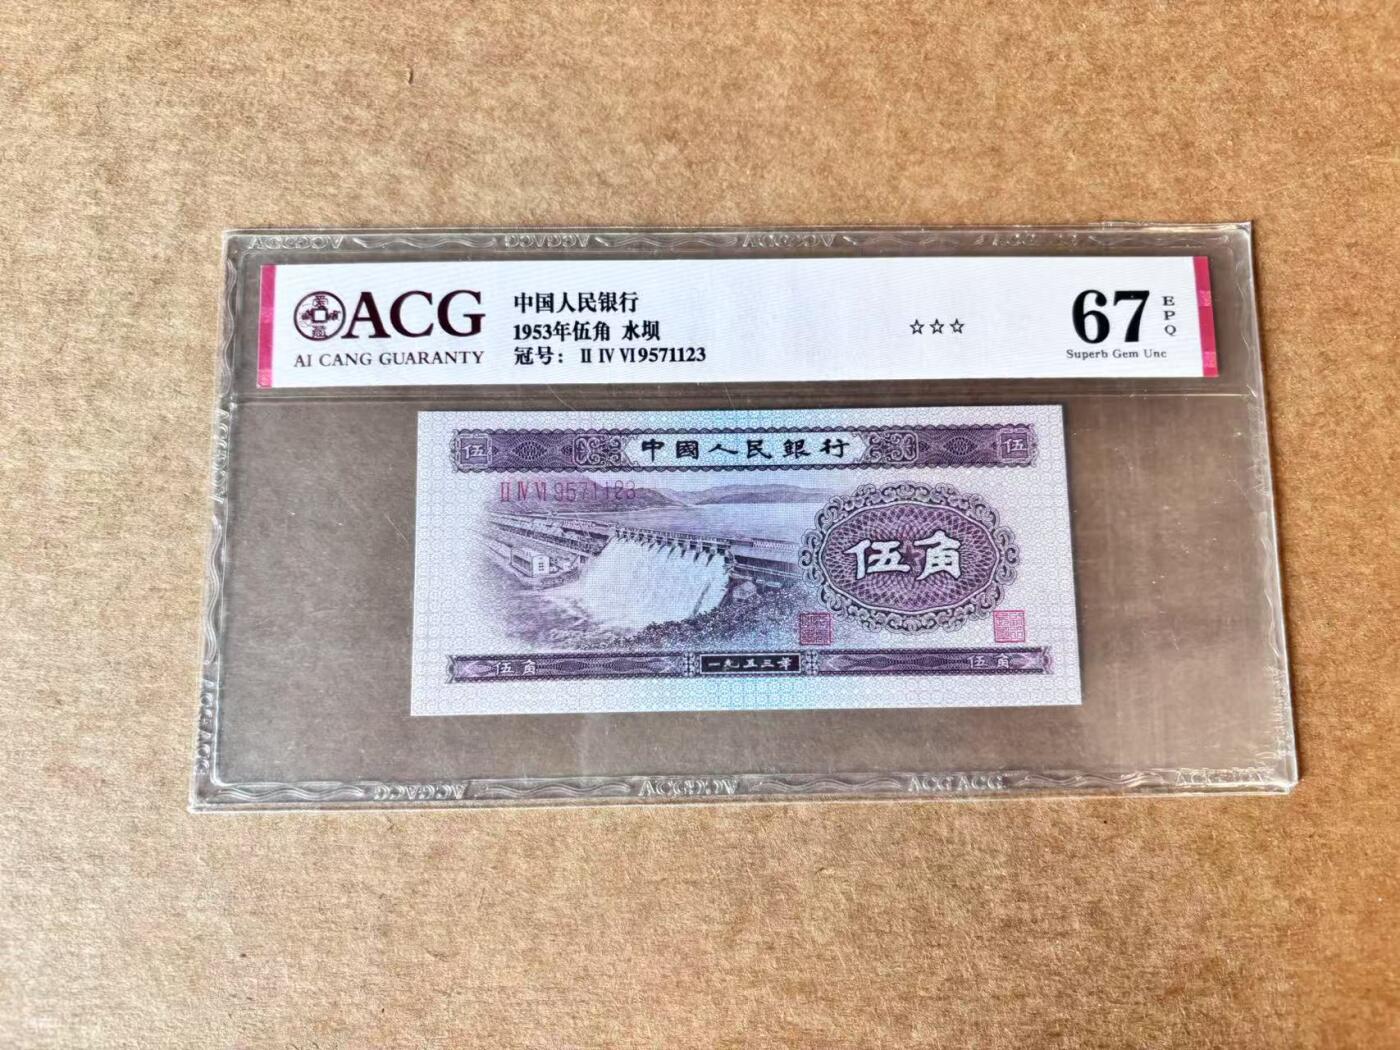 ACG
AI CANG GUARANTY
中国人民银行
1953年伍角 水坝
冠号: Ⅱ Ⅳ Ⅵ9571123
☆☆☆
67
EPQ
Superb Gem Unc
伍 中國人民銀行 伍
Ⅱ Ⅳ Ⅵ 9571123
伍角
伍角 一九五三年 伍角